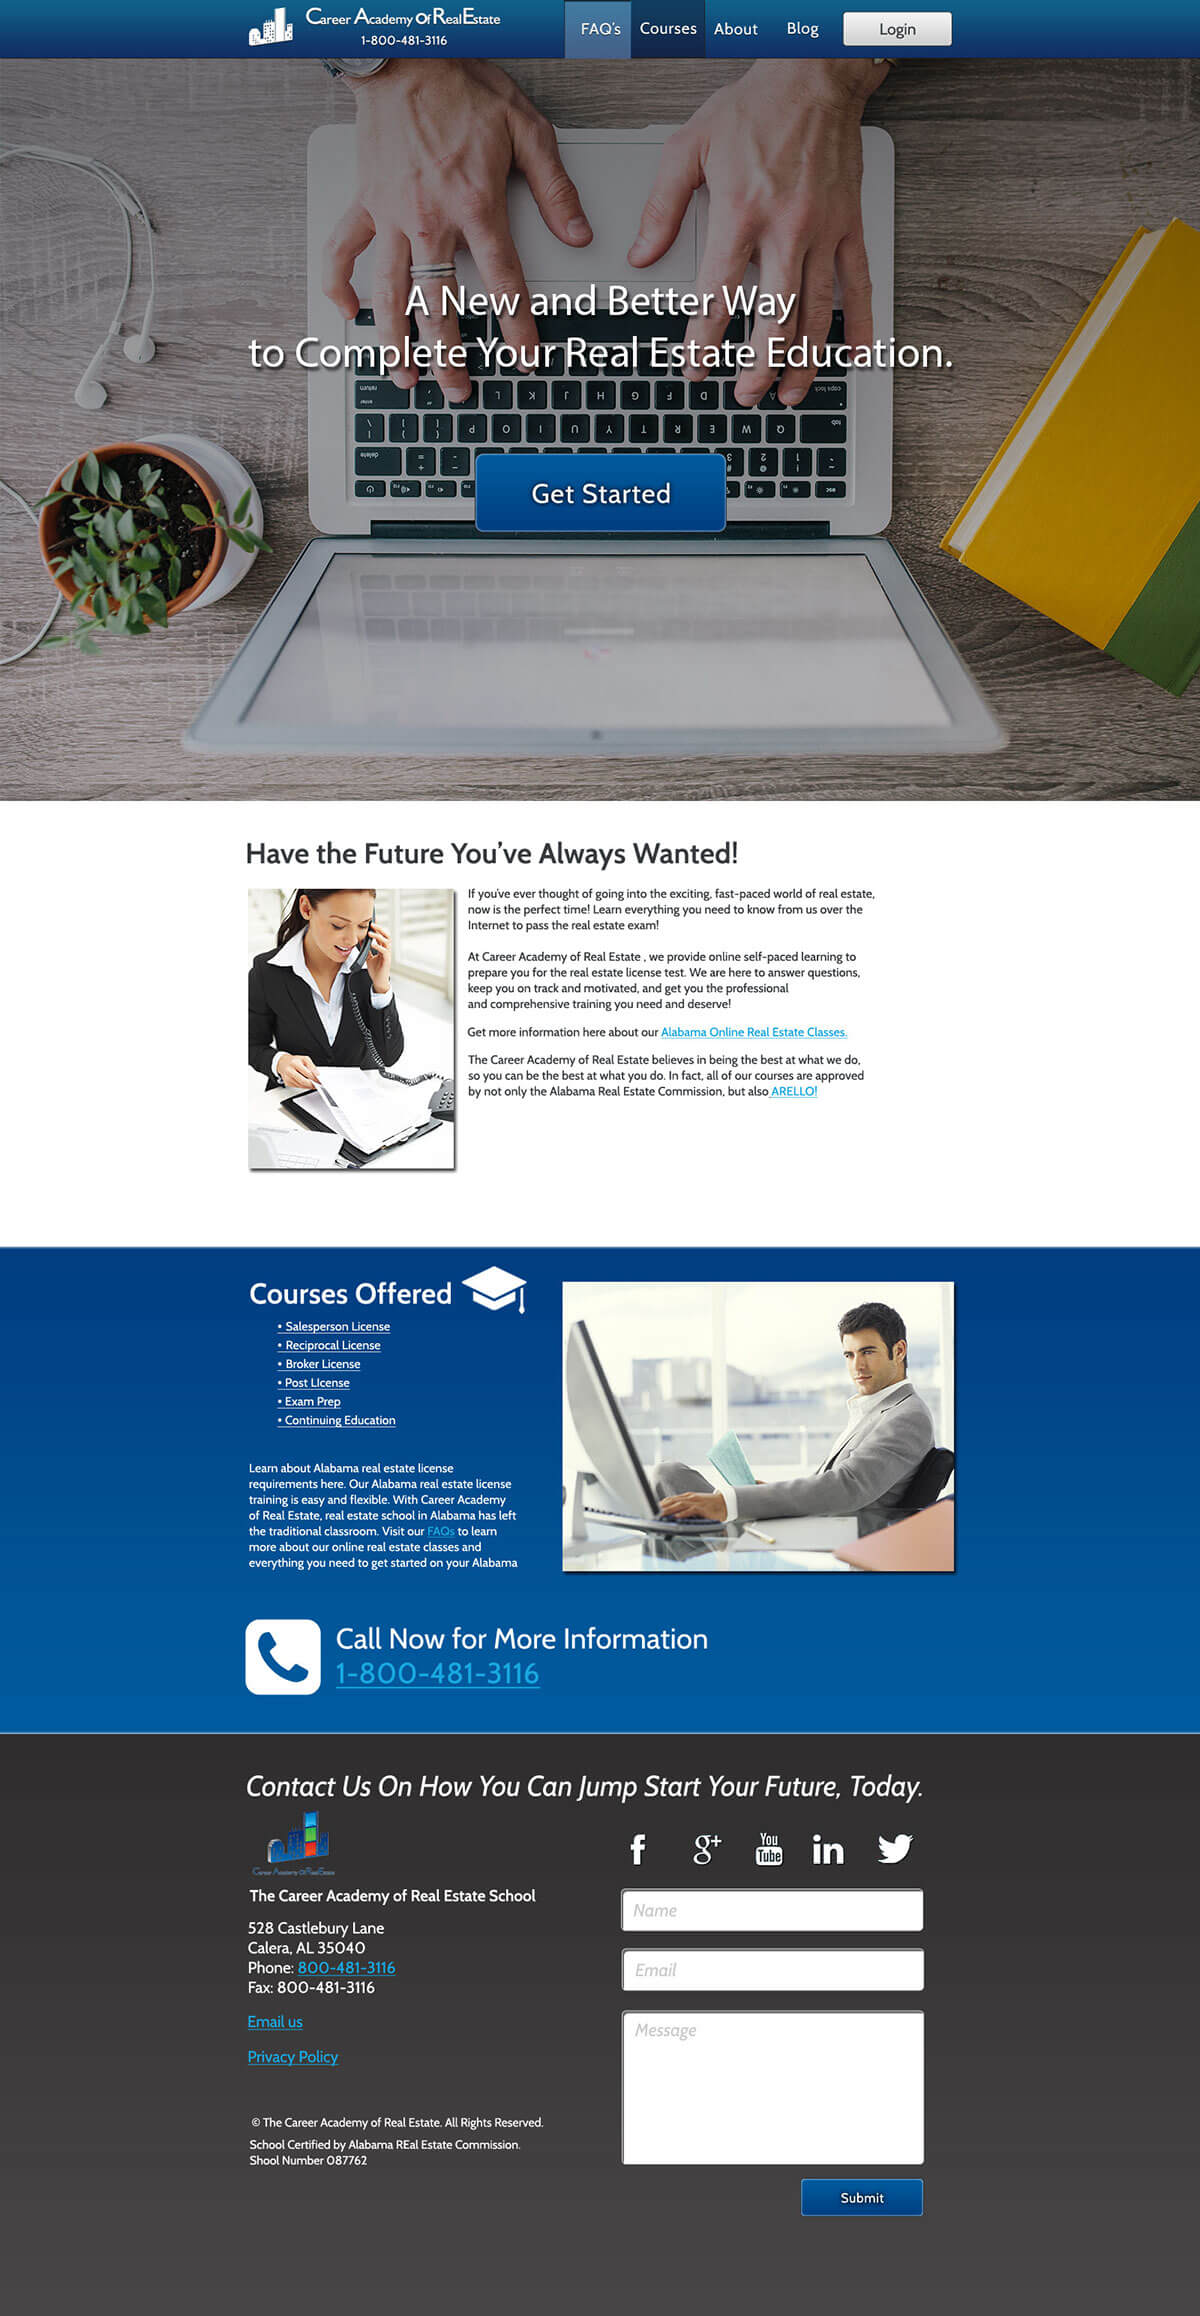 Career Academy Of RealEstate
1-800-481-3116
FAQ's
Courses
About
Blog
Login
A New and Better Way
to Complete Your Real Estate Education.
Get Started
Have the Future You've Always Wanted!
If you've ever thought of going into the exciting, fast-paced world of real estate,
now is the perfect time! Learn everything you need to know from us over the
Internet to pass the real estate exam!
At Career Academy of Real Estate , we provide online self-paced learning to
prepare you for the real estate license test. We are here to answer questions,
keep you on track and motivated, and get you the professional
and comprehensive training you need and deserve!
Get more information here about our Alabama Online Real Estate Classes.
The Career Academy of Real Estate believes in being the best at what we do,
so you can be the best at what you do. In fact, all of our courses are approved
by not only the Alabama Real Estate Commission, but also ARELLO!
Courses Offered
• Salesperson License
• Reciprocal License
• Broker License
• Post LIcense
• Exam Prep
• Continuing Education
Learn about Alabama real estate license
requirements here. Our Alabama real estate license
training is easy and flexible. With Career Academy
of Real Estate, real estate school in Alabama has left
the traditional classroom. Visit our FAQs to learn
more about our online real estate classes and
everything you need to get started on your Alabama
Call Now for More Information
1-800-481-3116
Contact Us On How You Can Jump Start Your Future, Today.
Career Academy Of RealEstate
f
g+
You
Tube
in
The Career Academy of Real Estate School
528 Castlebury Lane
Calera, AL 35040
Phone: 800-481-3116
Fax: 800-481-3116
Email us
Privacy Policy
© The Career Academy of Real Estate. All Rights Reserved.
School Certified by Alabama REal Estate Commission.
Shool Number 087762
Name
Email
Message
Submit